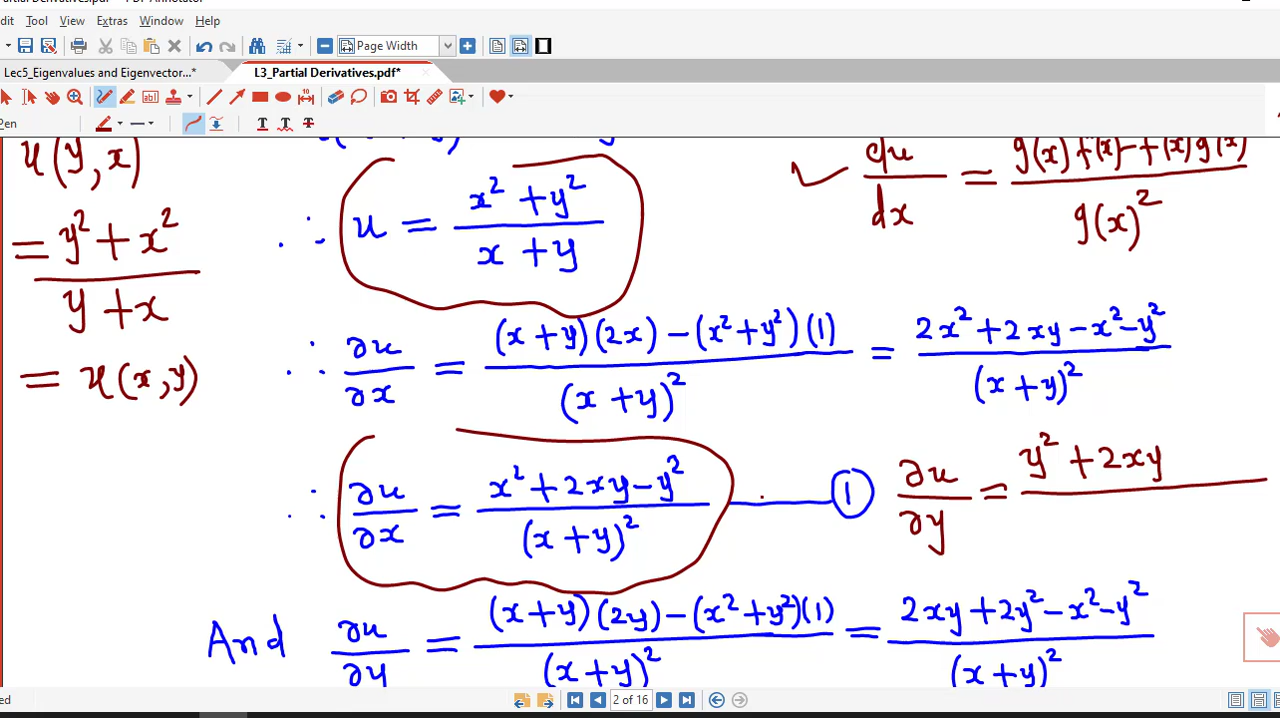 dit Tool View Extras Window Help
Page Width
Lec5_Eigenvalues and Eigenvector...* L3_Partial Derivatives.pdf*
Pen
u(y,x)
= y² + x² / y + x
= u(x,y)
∴ u = x² + y² / x + y
du/dx = g(x) f'(x) - f(x) g'(x) / g(x)²
∴ ∂u/∂x = (x + y)(2x) - (x² + y²)(1) / (x + y)² = 2x² + 2xy - x² - y² / (x + y)²
∴ ∂u/∂x = x² + 2xy - y² / (x + y)² ——— ①
∂u/∂y = y² + 2xy
And ∂u/∂y = (x + y)(2y) - (x² + y²)(1) / (x + y)² = 2xy + 2y² - x² - y² / (x + y)²
2 of 16